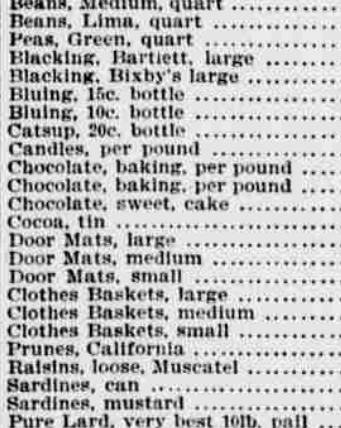 Beans, Medium, quart ..........
Beans, Lima, quart ............
Peas, Green, quart ............
Blacking, Bartlett, large ........
Blacking, Bixby's large .........
Bluing, 15c. bottle .............
Bluing, 10c. bottle .............
Catsup, 20c. bottle .............
Candles, per pound .............
Chocolate, baking, per pound ....
Chocolate, baking, per pound ....
Chocolate, sweet, cake ..........
Cocoa, tin ......................
Door Mats, large ...............
Door Mats, medium .............
Door Mats, small ...............
Clothes Baskets, large ..........
Clothes Baskets, medium ........
Clothes Baskets, small ..........
Prunes, California ..............
Raisins, loose, Muscatel .........
Sardines, can ..................
Sardines, mustard ..............
Pure Lard, very best 10lb. pail ...